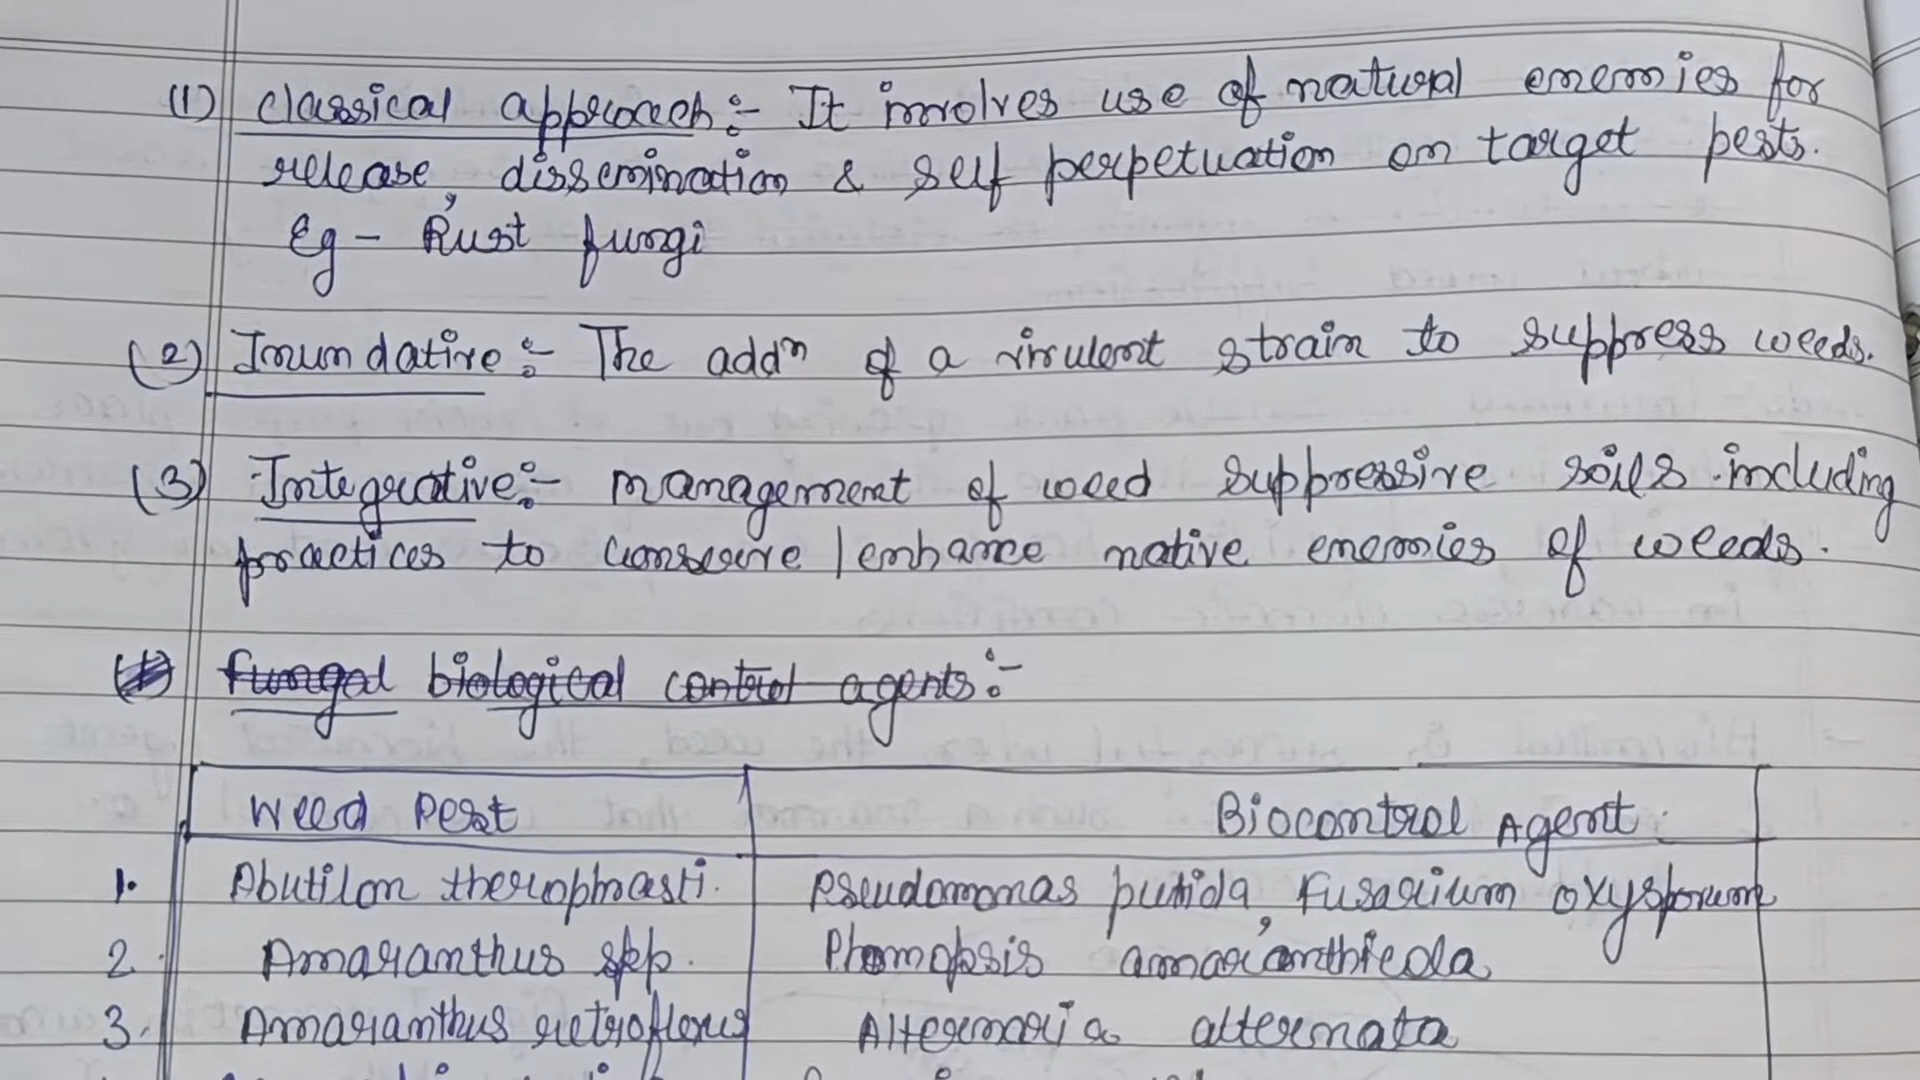 (1) Classical approach:- It involves use of natural enemies for
release, dissemination & self perpetuation on target pests.
Eg - Rust fungi
(2) Inundative:- The addn of a virulent strain to suppress weeds.
(3) Integrative:- management of weed suppressive soils including
practices to conserve/enhance native enemies of weeds.
fungal biological control agents:-
Weed Pest Biocontrol Agent.
1. Abutilon therophrasti. Pseudomonas putida, Fusarium oxysporum
2. Amaranthus spp. Phomopsis amaranthicola
3. Amaranthus retroflexus Alternaria alternata